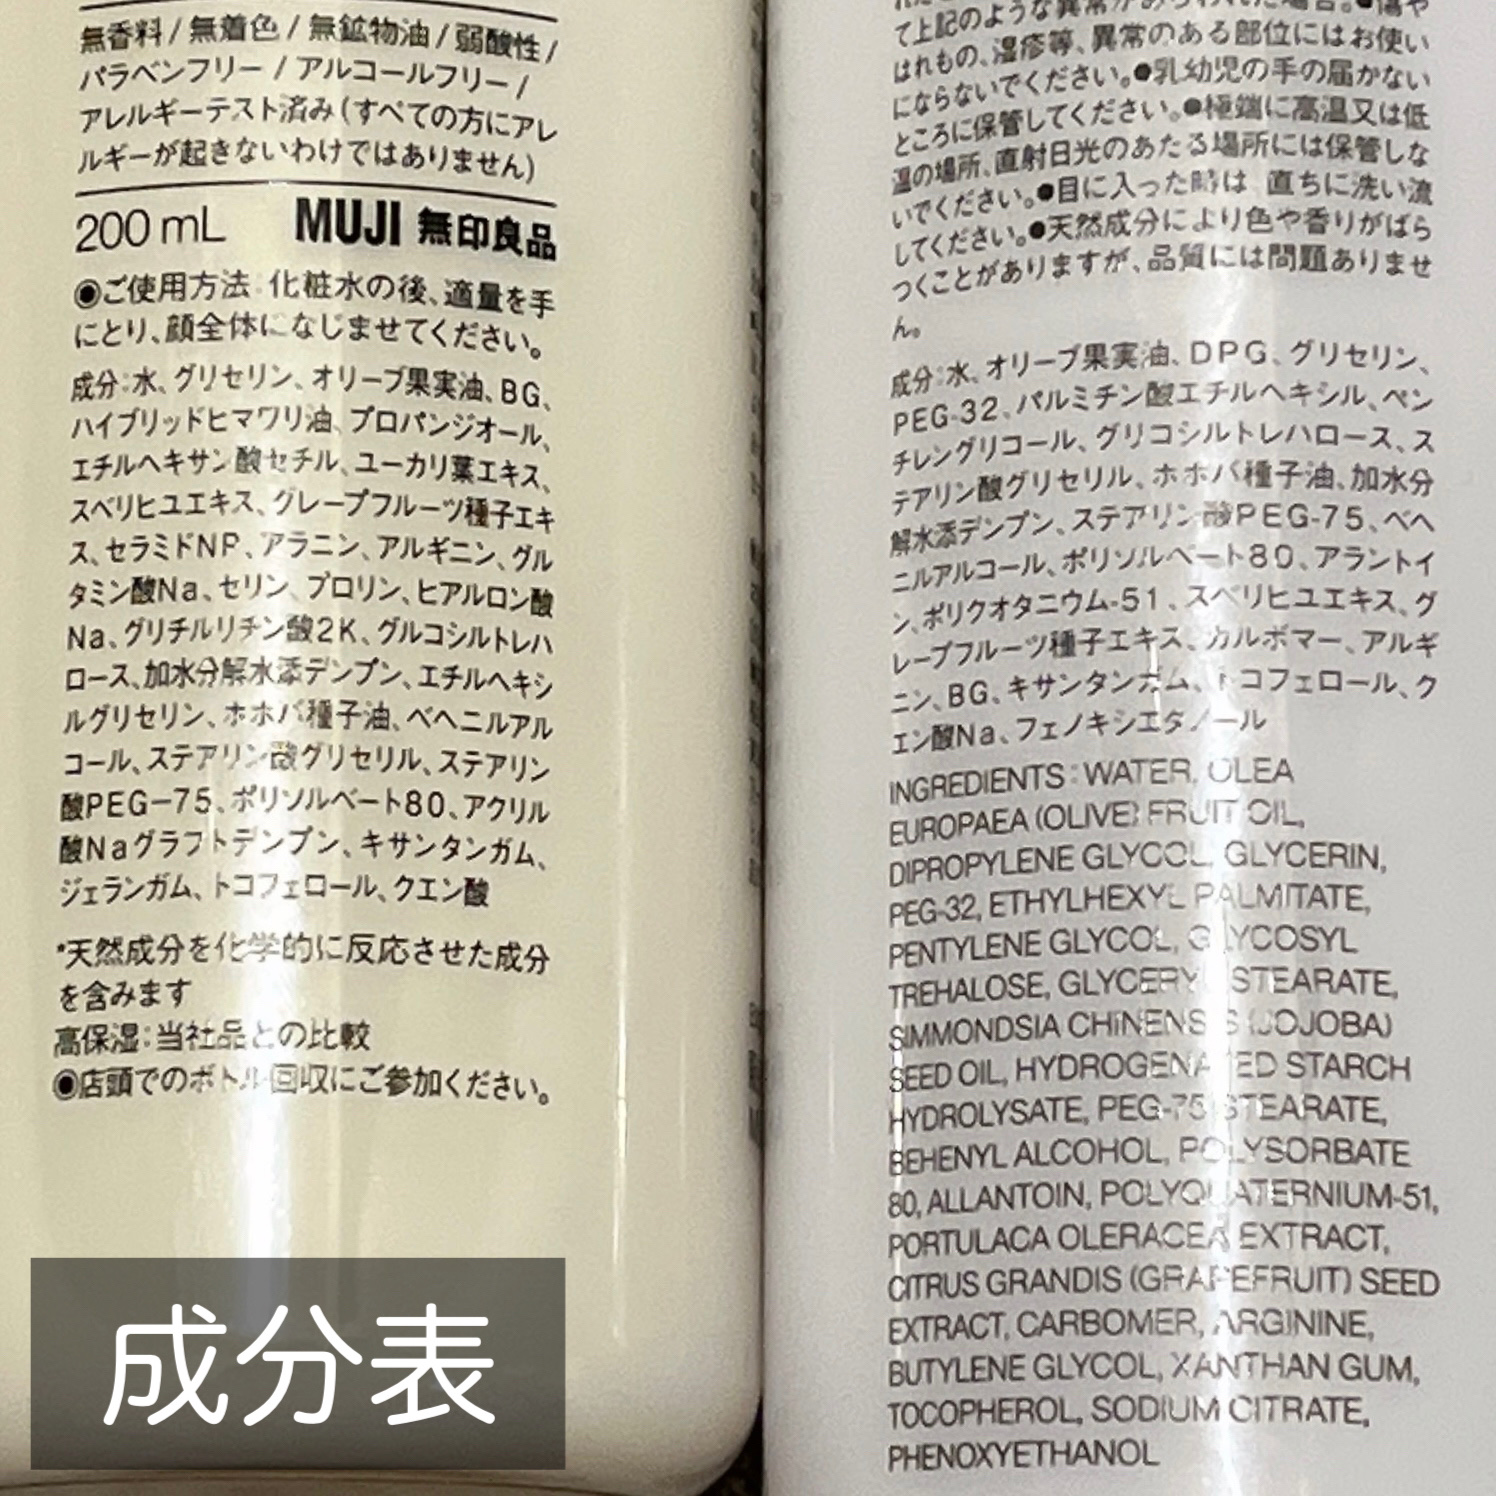 無香料 / 無着色 / 無鉱物油 / 弱酸性 /
パラベンフリー / アルコールフリー /
アレルギーテスト済み(すべての方にアレ
ルギーが起きないわけではありません)
200 mL MUJI 無印良品
◉ご使用方法:化粧水の後、適量を手
にとり、顔全体になじませてください。
成分:水、グリセリン、オリーブ果実油、BG、
ハイブリッドヒマワリ油、プロパンジオール、
エチルヘキサン酸セチル、ユーカリ葉エキス、
スベリヒユエキス、グレープフルーツ種子エキ
ス、セラミドNP、アラニン、アルギニン、グル
タミン酸Na、セリン、プロリン、ヒアルロン酸
Na、グリチルリチン酸2K、グルコシルトレハ
ロース、加水分解水添デンプン、エチルヘキシ
ルグリセリン、ホホバ種子油、ベヘニルアル
コール、ステアリン酸グリセリル、ステアリン
酸PEG-75、ポリソルベート80、アクリル
酸Naグラフトデンプン、キサンタンガム、
ジェランガム、トコフェロール、クエン酸
*天然成分を化学的に反応させた成分
を含みます
高保湿:当社品との比較
◉店頭でのボトル回収にご参加ください。
成分表
て上記のような異常があらわれた場合。●傷や
はれもの、湿疹等、異常のある部位にはお使い
にならないでください。●乳幼児の手の届かない
ところに保管してください。●極端に高温又は低
温の場所、直射日光のあたる場所には保管しな
いでください。●目に入った時は、直ちに洗い流
してください。●天然成分により色や香りがばら
つくことがありますが、品質には問題ありませ
ん。
成分:水、オリーブ果実油、DPG、グリセリン、
PEG-32、パルミチン酸エチルヘキシル、ペン
チレングリコール、グリコシルトレハロース、ス
テアリン酸グリセリル、ホホバ種子油、加水分
解水添デンプン、ステアリン酸PEG-75、ベヘ
ニルアルコール、ポリソルベート80、アラントイ
ン、ポリクオタニウム-51、スベリヒユエキス、グ
レープフルーツ種子エキス、カルボマー、アルギ
ニン、BG、キサンタンガム、トコフェロール、ク
エン酸Na、フェノキシエタノール
INGREDIENTS:WATER, OLEA
EUROPAEA (OLIVE) FRUIT OIL,
DIPROPYLENE GLYCOL, GLYCERIN,
PEG-32, ETHYLHEXYL PALMITATE,
PENTYLENE GLYCOL, GLYCOSYL
TREHALOSE, GLYCERYL STEARATE,
SIMMONDSIA CHINENSIS (JOJOBA)
SEED OIL, HYDROGENATED STARCH
HYDROLYSATE, PEG-75 STEARATE,
BEHENYL ALCOHOL, POLYSORBATE
80, ALLANTOIN, POLYQUATERNIUM-51,
PORTULACA OLERACEA EXTRACT,
CITRUS GRANDIS (GRAPEFRUIT) SEED
EXTRACT, CARBOMER, ARGININE,
BUTYLENE GLYCOL, XANTHAN GUM,
TOCOPHEROL, SODIUM CITRATE,
PHENOXYETHANOL